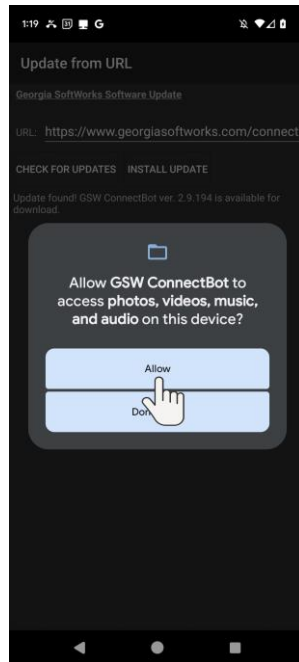 1:19 31 G
Update from URL
Georgia SoftWorks Software Update
URL: https://www.georgiasoftworks.com/connect
CHECK FOR UPDATES INSTALL UPDATE
Update found! GSW ConnectBot ver. 2.9.194 is available for
download.
Allow GSW ConnectBot to
access photos, videos, music,
and audio on this device?
Allow